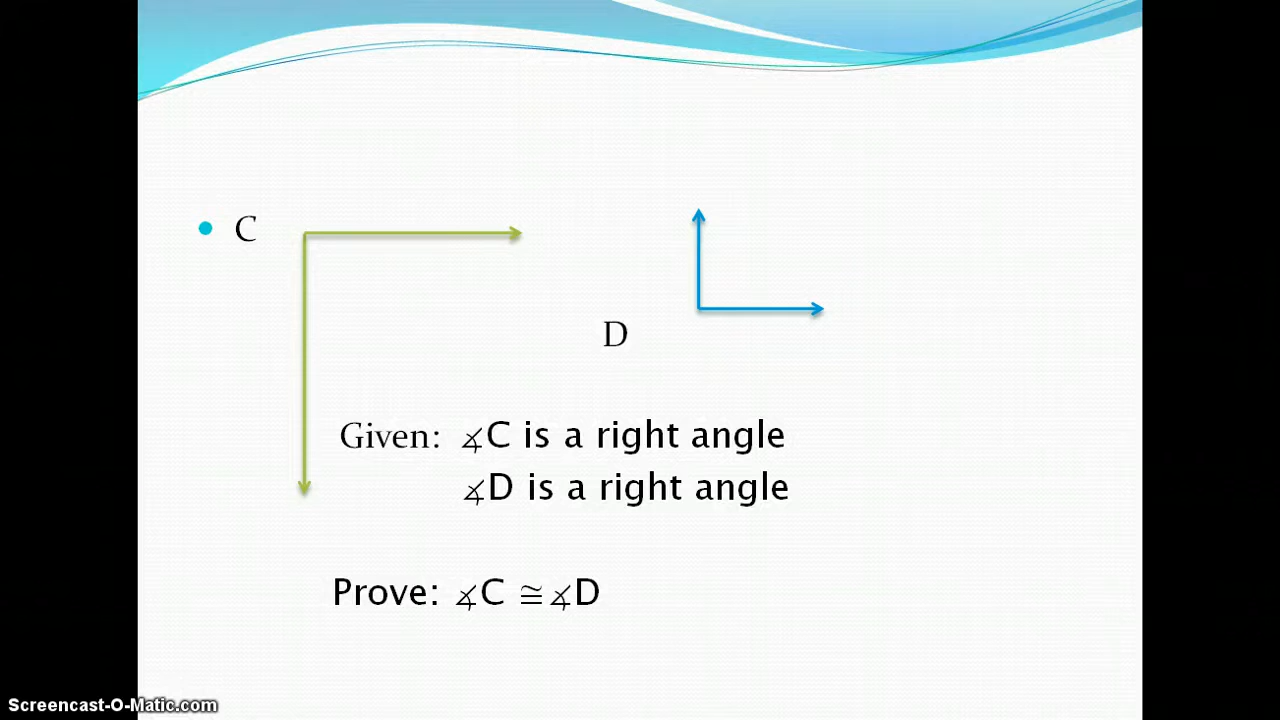 C
D
Given: ∡C is a right angle
∡D is a right angle
Prove: ∡C ≅∡D
Screencast-O-Matic.com